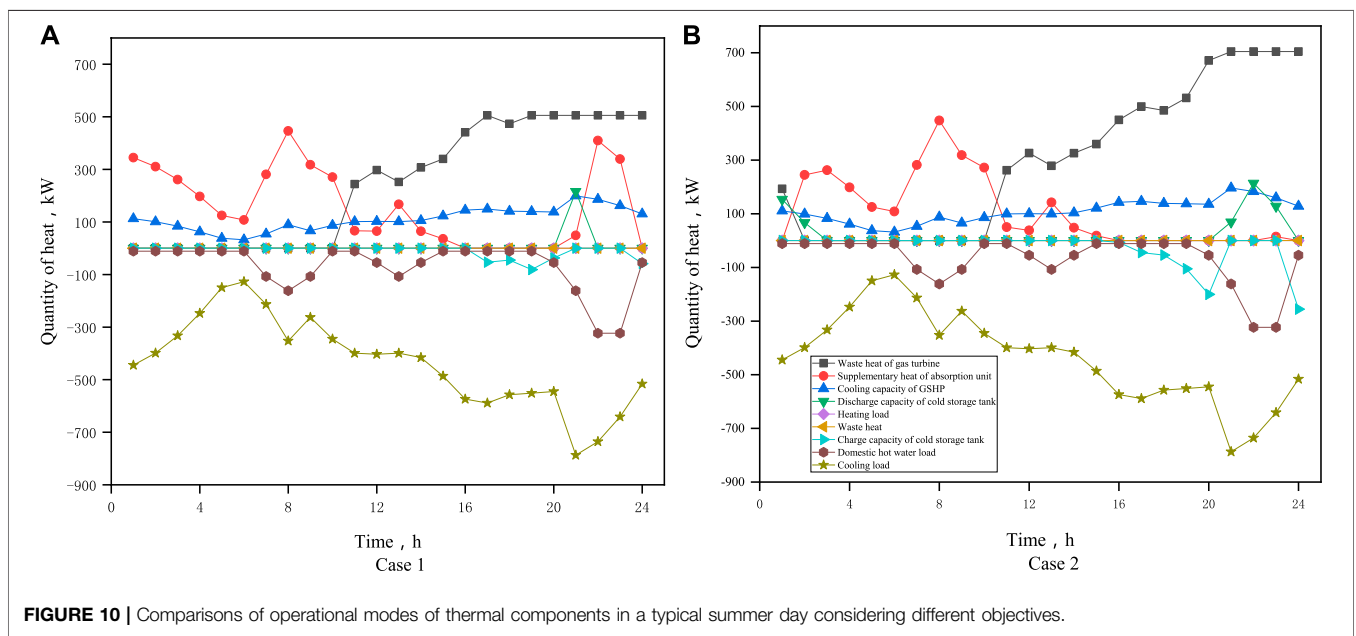 A
700
500
300
100
−100
−300
−500
−700
−900
Quantity of heat , kW
0 4 8 12 16 20 24
Time , h
Case 1
B
700
500
300
100
-100
-300
-500
-700
-900
Quantity of heat , kW
Waste heat of gas turbine
Supplementary heat of absorption unit
Cooling capacity of GSHP
Discharge capacity of cold storage tank
Heating load
Waste heat
Charge capacity of cold storage tank
Domestic hot water load
Cooling load
0 4 8 12 16 20 24
Time , h
Case 2
FIGURE 10 | Comparisons of operational modes of thermal components in a typical summer day considering different objectives.